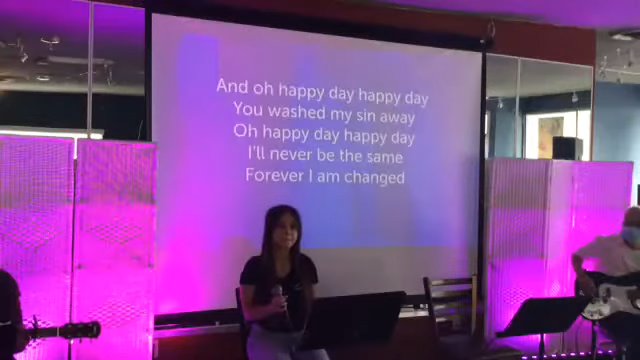 And oh happy day happy day
You washed my sin away
Oh happy day happy day
I'll never be the same
Forever I am changed